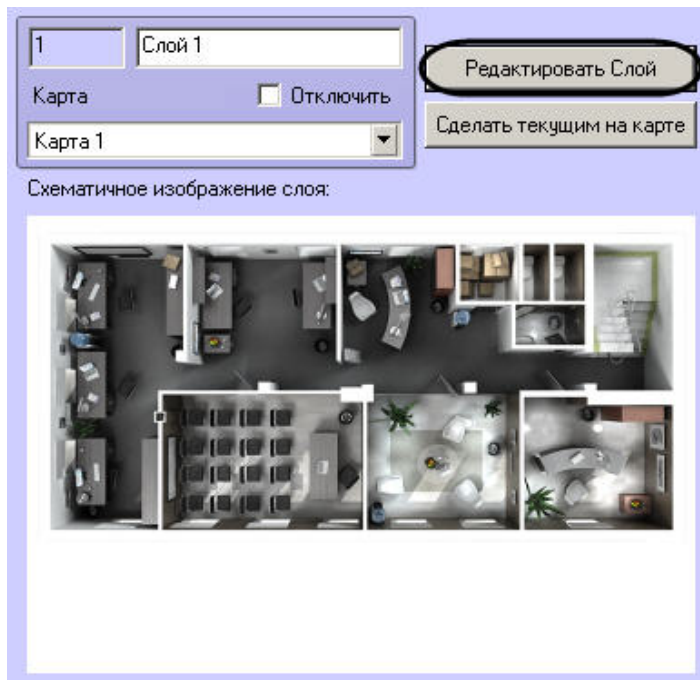 1
Слой 1
Редактировать Слой
Карта
Отключить
Сделать текущим на карте
Карта 1
Схематичное изображение слоя: